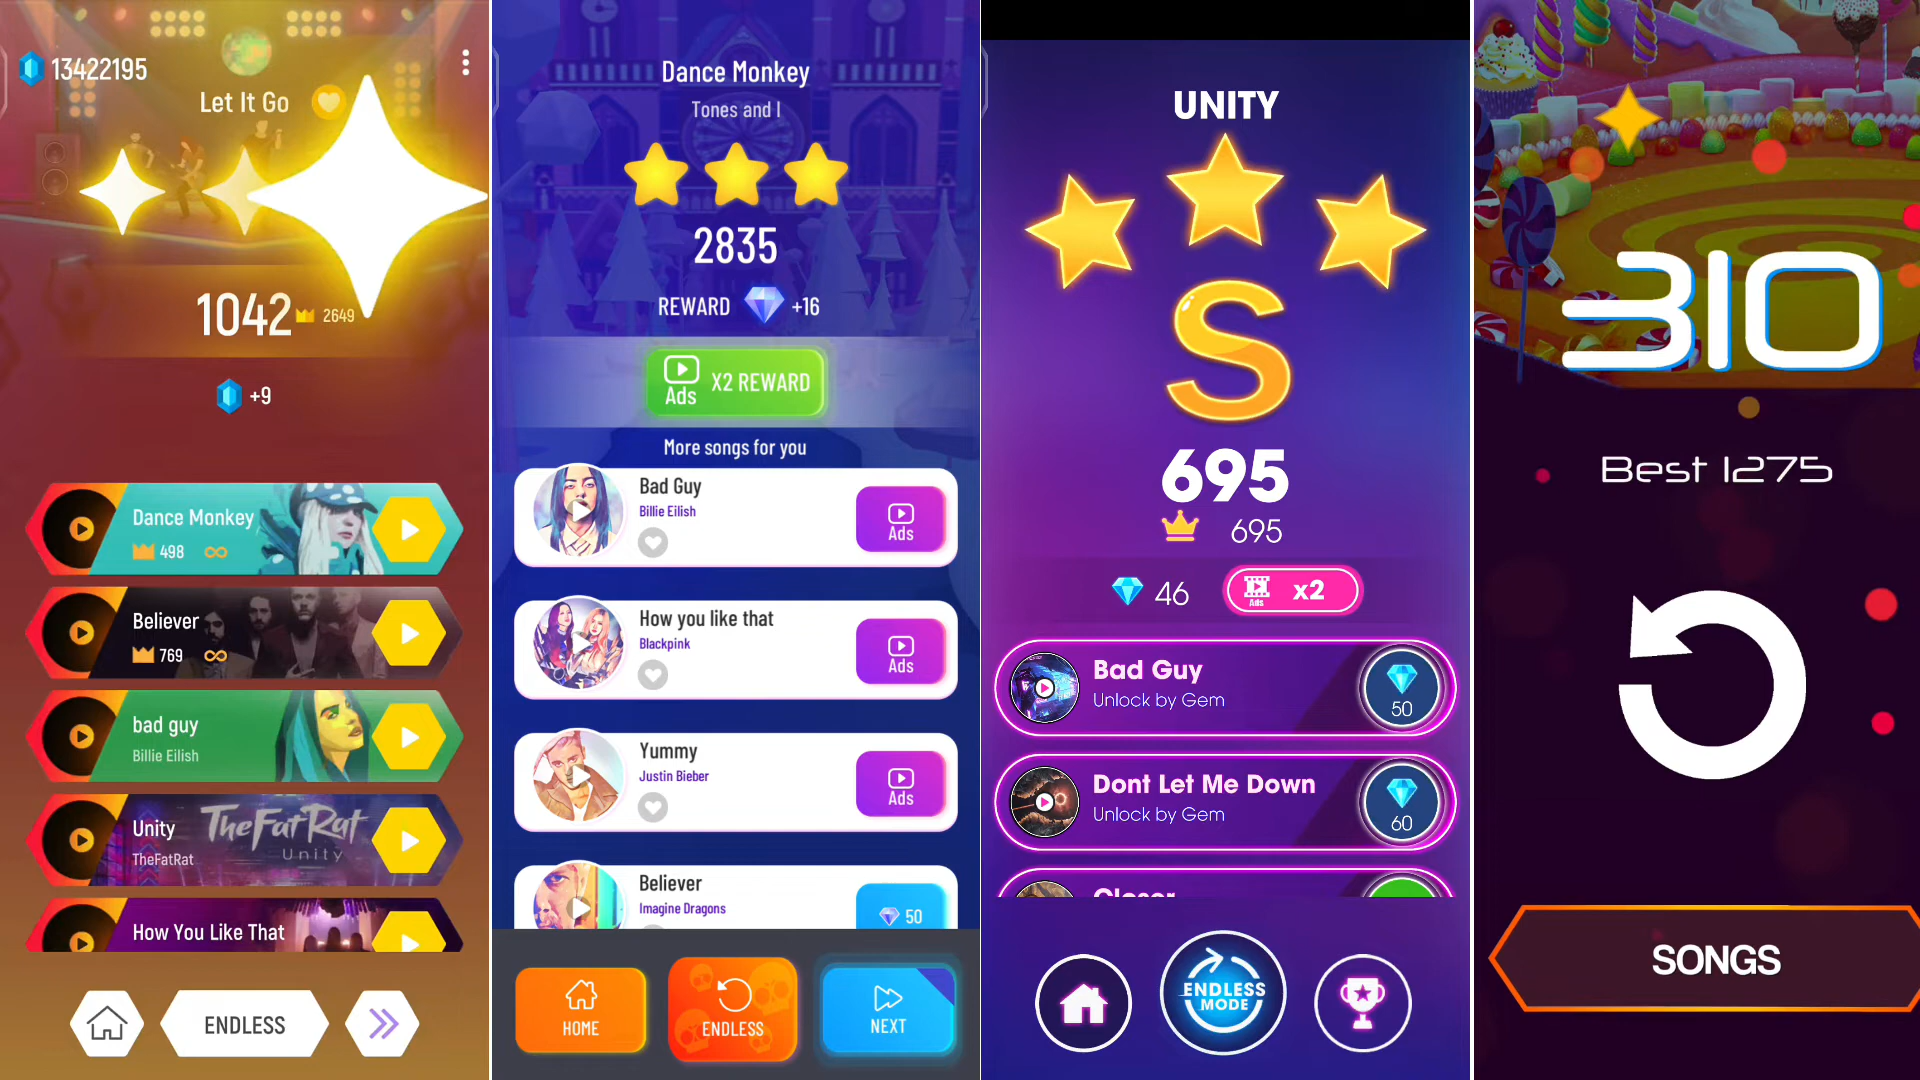 13422195
Let It Go
1042 2649
+9
Dance Monkey
498
Believer
769
bad guy
Billie Eilish
Unity
TheFatRat
TheFatRat
Unity
How You Like That
ENDLESS
Dance Monkey
Tones and I
2835
REWARD +16
Ads X2 REWARD
More songs for you
Bad Guy
Billie Eilish
Ads
How you like that
Blackpink
Ads
Yummy
Justin Bieber
Ads
Believer
Imagine Dragons
50
HOME
ENDLESS
NEXT
UNITY
S
695
695
46
Ads x2
Bad Guy
Unlock by Gem
50
Dont Let Me Down
Unlock by Gem
60
Closer
ENDLESS
MODE
310
Best 1275
SONGS